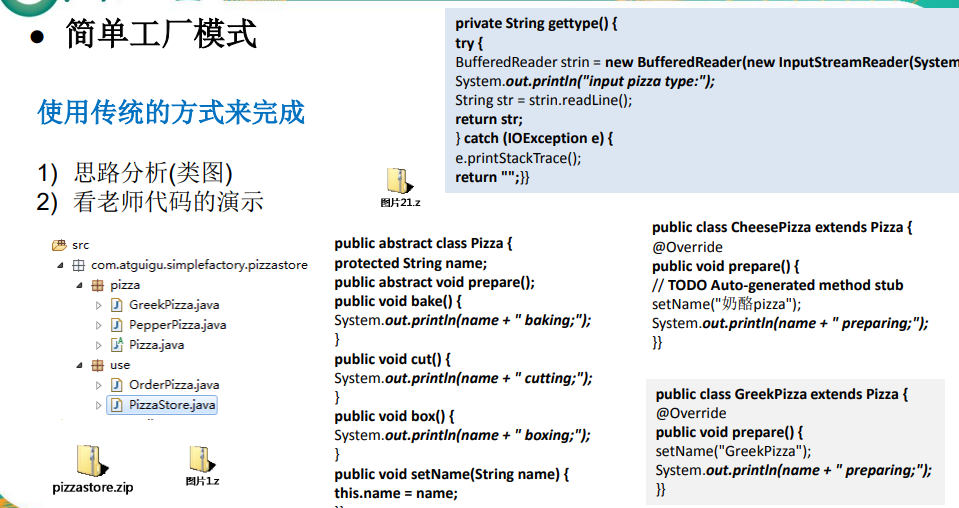 ● 简单工厂模式
使用传统的方式来完成
1) 思路分析(类图)
2) 看老师代码的演示
图片21.z
private String gettype() {
try {
BufferedReader strin = new BufferedReader(new InputStreamReader(System
System.out.println("input pizza type:");
String str = strin.readLine();
return str;
} catch (IOException e) {
e.printStackTrace();
return "";}}
src
com.atguigu.simplefactory.pizzastore
pizza
GreekPizza.java
PepperPizza.java
Pizza.java
use
OrderPizza.java
PizzaStore.java
pizzastore.zip
图片1.z
public abstract class Pizza {
protected String name;
public abstract void prepare();
public void bake() {
System.out.println(name + " baking;");
}
public void cut() {
System.out.println(name + " cutting;");
}
public void box() {
System.out.println(name + " boxing;");
}
public void setName(String name) {
this.name = name;
public class CheesePizza extends Pizza {
@Override
public void prepare() {
// TODO Auto-generated method stub
setName("奶酪pizza");
System.out.println(name + " preparing;");
}}
public class GreekPizza extends Pizza {
@Override
public void prepare() {
setName("GreekPizza");
System.out.println(name + " preparing;");
}}